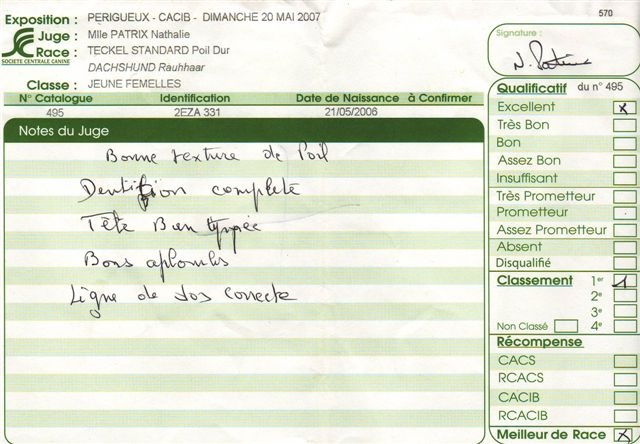 570
Exposition : PERIGUEUX - CACIB - DIMANCHE 20 MAI 2007
Juge : Mlle PATRIX Nathalie
Race : TECKEL STANDARD Poil Dur
SOCIETE CENTRALE CANINE
DACHSHUND Rauhhaar
Classe : JEUNE FEMELLES
N° Catalogue Identification Date de Naissance à Confirmer
495 2EZA 331 21/05/2006
Notes du Juge
Bonne texture de Poil
Dentition complete
Tête Bien typée
Bons aplombs
Ligne de dos correcte
Signature :
N. Patrix
Qualificatif du n° 495
Excellent X
Très Bon
Bon
Assez Bon
Insuffisant
Très Prometteur
Prometteur
Assez Prometteur
Absent
Disqualifié
Classement 1er 1
2e
3e
Non Classé 4e
Récompense
CACS
RCACS
CACIB
RCACIB
Meilleur de Race X